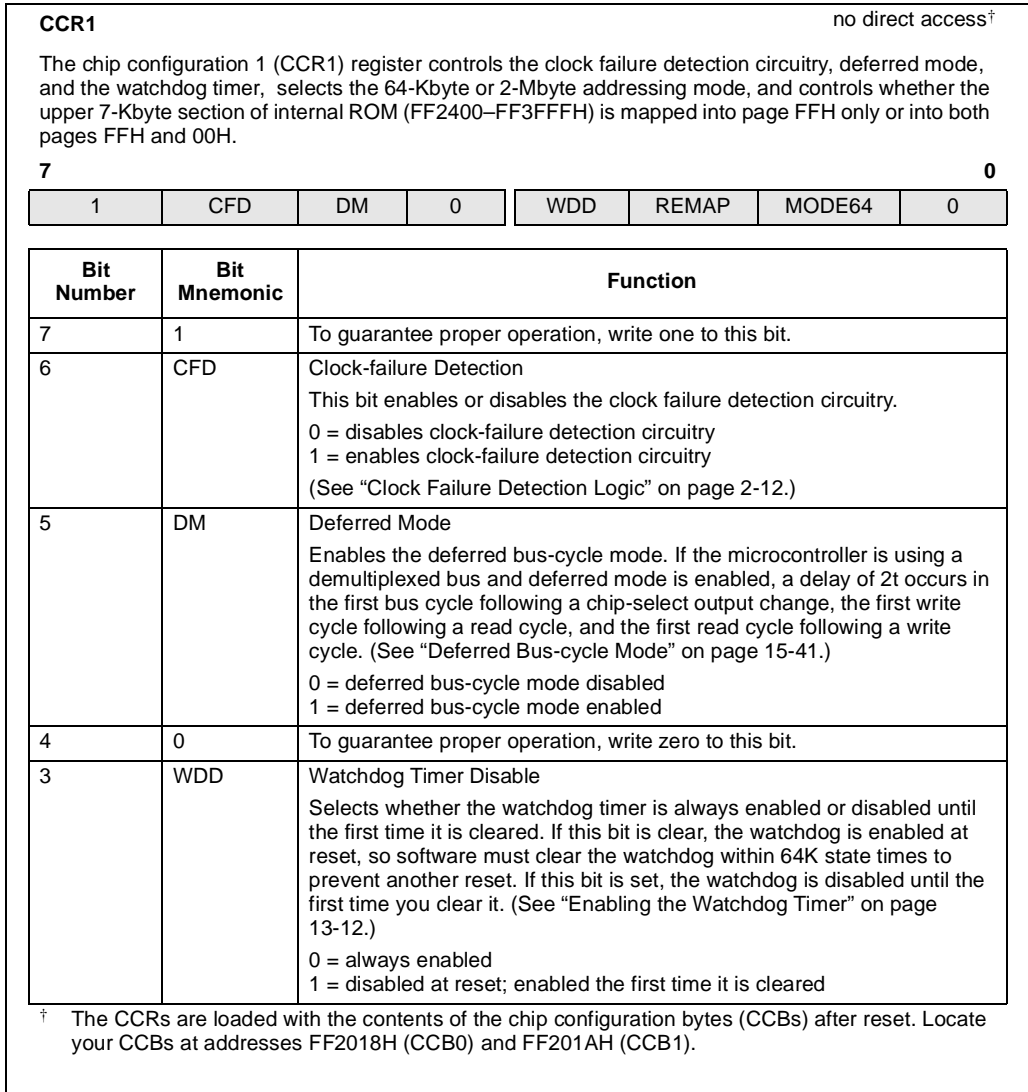 CCR1 no direct access†
The chip configuration 1 (CCR1) register controls the clock failure detection circuitry, deferred mode,
and the watchdog timer, selects the 64-Kbyte or 2-Mbyte addressing mode, and controls whether the
upper 7-Kbyte section of internal ROM (FF2400–FF3FFFH) is mapped into page FFH only or into both
pages FFH and 00H.
7 0
1 CFD DM 0 WDD REMAP MODE64 0
Bit Number Bit Mnemonic Function
7 1 To guarantee proper operation, write one to this bit.
6 CFD Clock-failure Detection
This bit enables or disables the clock failure detection circuitry.
0 = disables clock-failure detection circuitry
1 = enables clock-failure detection circuitry
(See “Clock Failure Detection Logic” on page 2-12.)
5 DM Deferred Mode
Enables the deferred bus-cycle mode. If the microcontroller is using a
demultiplexed bus and deferred mode is enabled, a delay of 2t occurs in
the first bus cycle following a chip-select output change, the first write
cycle following a read cycle, and the first read cycle following a write
cycle. (See “Deferred Bus-cycle Mode” on page 15-41.)
0 = deferred bus-cycle mode disabled
1 = deferred bus-cycle mode enabled
4 0 To guarantee proper operation, write zero to this bit.
3 WDD Watchdog Timer Disable
Selects whether the watchdog timer is always enabled or disabled until
the first time it is cleared. If this bit is clear, the watchdog is enabled at
reset, so software must clear the watchdog within 64K state times to
prevent another reset. If this bit is set, the watchdog is disabled until the
first time you clear it. (See “Enabling the Watchdog Timer” on page
13-12.)
0 = always enabled
1 = disabled at reset; enabled the first time it is cleared
† The CCRs are loaded with the contents of the chip configuration bytes (CCBs) after reset. Locate
your CCBs at addresses FF2018H (CCB0) and FF201AH (CCB1).